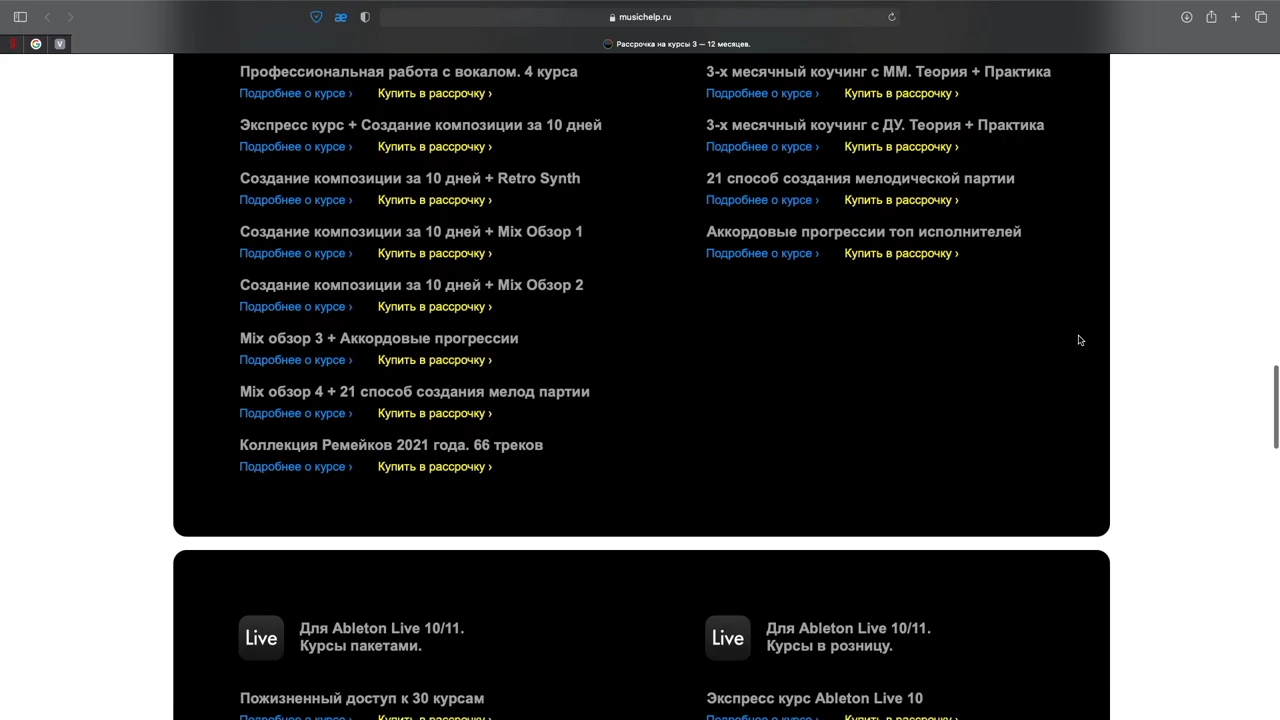 musichelp.ru
V
Рассрочка на курсы 3 — 12 месяцев.
Профессиональная работа с вокалом. 4 курса
Подробнее о курсе › Купить в рассрочку ›
Экспресс курс + Создание композиции за 10 дней
Подробнее о курсе › Купить в рассрочку ›
Создание композиции за 10 дней + Retro Synth
Подробнее о курсе › Купить в рассрочку ›
Создание композиции за 10 дней + Mix Обзор 1
Подробнее о курсе › Купить в рассрочку ›
Создание композиции за 10 дней + Mix Обзор 2
Подробнее о курсе › Купить в рассрочку ›
Mix обзор 3 + Аккордовые прогрессии
Подробнее о курсе › Купить в рассрочку ›
Mix обзор 4 + 21 способ создания мелод партии
Подробнее о курсе › Купить в рассрочку ›
Коллекция Ремейков 2021 года. 66 треков
Подробнее о курсе › Купить в рассрочку ›
3-х месячный коучинг с ММ. Теория + Практика
Подробнее о курсе › Купить в рассрочку ›
3-х месячный коучинг с ДУ. Теория + Практика
Подробнее о курсе › Купить в рассрочку ›
21 способ создания мелодической партии
Подробнее о курсе › Купить в рассрочку ›
Аккордовые прогрессии топ исполнителей
Подробнее о курсе › Купить в рассрочку ›
Live
Для Ableton Live 10/11.
Курсы пакетами.
Пожизненный доступ к 30 курсам
Подробнее о курсе › Купить в рассрочку ›
Live
Для Ableton Live 10/11.
Курсы в розницу.
Экспресс курс Ableton Live 10
Подробнее о курсе › Купить в рассрочку ›